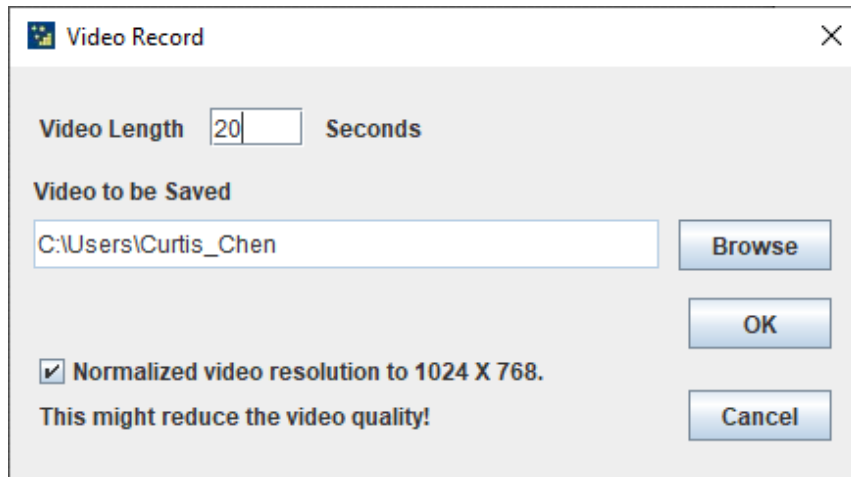 Video Record
Video Length 20 Seconds
Video to be Saved
C:\Users\Curtis_Chen Browse
OK
Normalized video resolution to 1024 X 768.
This might reduce the video quality! Cancel